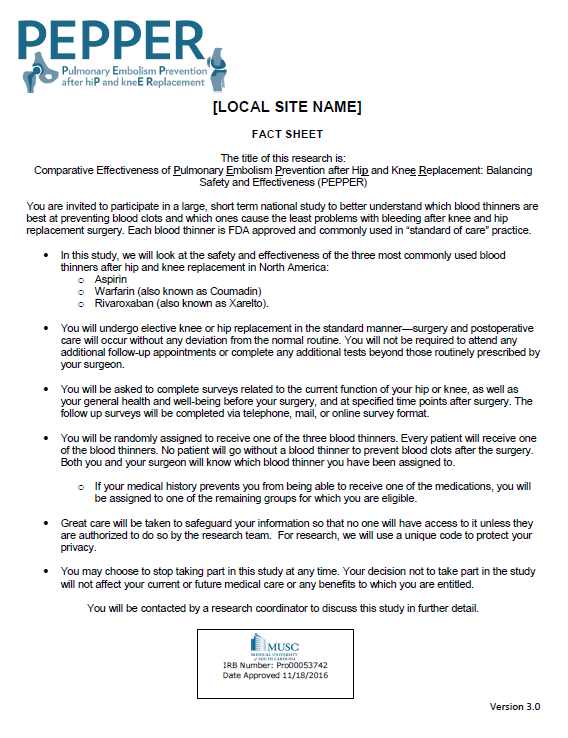 PEPPER
Pulmonary Embolism Prevention
after hiP and kneE Replacement
[LOCAL SITE NAME]
FACT SHEET
The title of this research is:
Comparative Effectiveness of Pulmonary Embolism Prevention after Hip and Knee Replacement: Balancing
Safety and Effectiveness (PEPPER)
You are invited to participate in a large, short term national study to better understand which blood thinners are
best at preventing blood clots and which ones cause the least problems with bleeding after knee and hip
replacement surgery. Each blood thinner is FDA approved and commonly used in “standard of care” practice.
• In this study, we will look at the safety and effectiveness of the three most commonly used blood
thinners after hip and knee replacement in North America:
o Aspirin
o Warfarin (also known as Coumadin)
o Rivaroxaban (also known as Xarelto).
• You will undergo elective knee or hip replacement in the standard manner—surgery and postoperative
care will occur without any deviation from the normal routine. You will not be required to attend any
additional follow-up appointments or complete any additional tests beyond those routinely prescribed by
your surgeon.
• You will be asked to complete surveys related to the current function of your hip or knee, as well as
your general health and well-being before your surgery, and at specified time points after surgery. The
follow up surveys will be completed via telephone, mail, or online survey format.
• You will be randomly assigned to receive one of the three blood thinners. Every patient will receive one
of the blood thinners. No patient will go without a blood thinner to prevent blood clots after the surgery.
Both you and your surgeon will know which blood thinner you have been assigned to.
o If your medical history prevents you from being able to receive one of the medications, you will
be assigned to one of the remaining groups for which you are eligible.
• Great care will be taken to safeguard your information so that no one will have access to it unless they
are authorized to do so by the research team. For research, we will use a unique code to protect your
privacy.
• You may choose to stop taking part in this study at any time. Your decision not to take part in the study
will not affect your current or future medical care or any benefits to which you are entitled.
You will be contacted by a research coordinator to discuss this study in further detail.
MUSC
MEDICAL UNIVERSITY
of SOUTH CAROLINA
IRB Number: Pro00053742
Date Approved 11/18/2016
Version 3.0